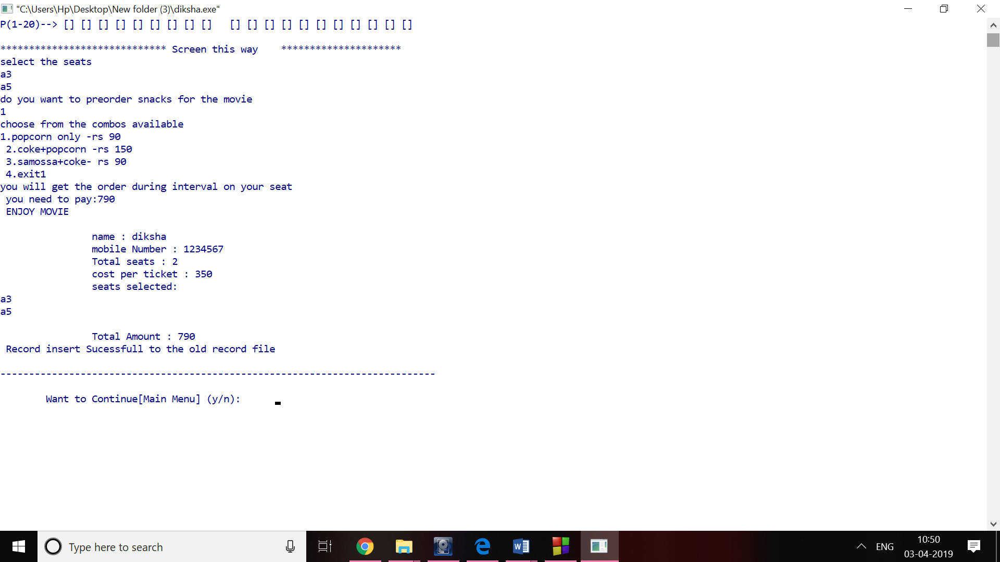 "C:\Users\Hp\Desktop\New folder (3)\diksha.exe"
P(1-20)--> [] [] [] [] [] [] [] [] []   [] [] [] [] [] [] [] [] [] [] []
***************************** Screen this way    *********************
select the seats
a3
a5
do you want to preorder snacks for the movie
1
choose from the combos available
1.popcorn only -rs 90
 2.coke+popcorn -rs 150
 3.samossa+coke- rs 90
 4.exit1
you will get the order during interval on your seat
 you need to pay:790
 ENJOY MOVIE
name : diksha
mobile Number : 1234567
Total seats : 2
cost per ticket : 350
seats selected:
a3
a5
Total Amount : 790
 Record insert Sucessfull to the old record file
----------------------------------------------------------------------------
Want to Continue[Main Menu] (y/n):
Type here to search
ENG
10:50
03-04-2019